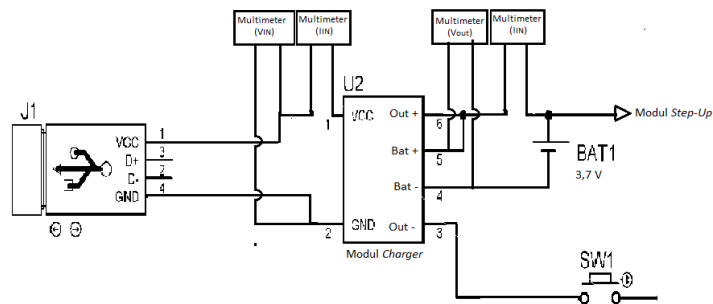 Multimeter
(VIN)
Multimeter
(IIN)
Multimeter
(Vout)
Multimeter
(IIN)
U2
J1
VCC
1
D+
3
D-
2
GND
4
1
VCC
Out +
6
Bat +
5
Bat -
4
2
GND
Out -
3
Modul Charger
Modul Step-Up
BAT1
3,7 V
SW1